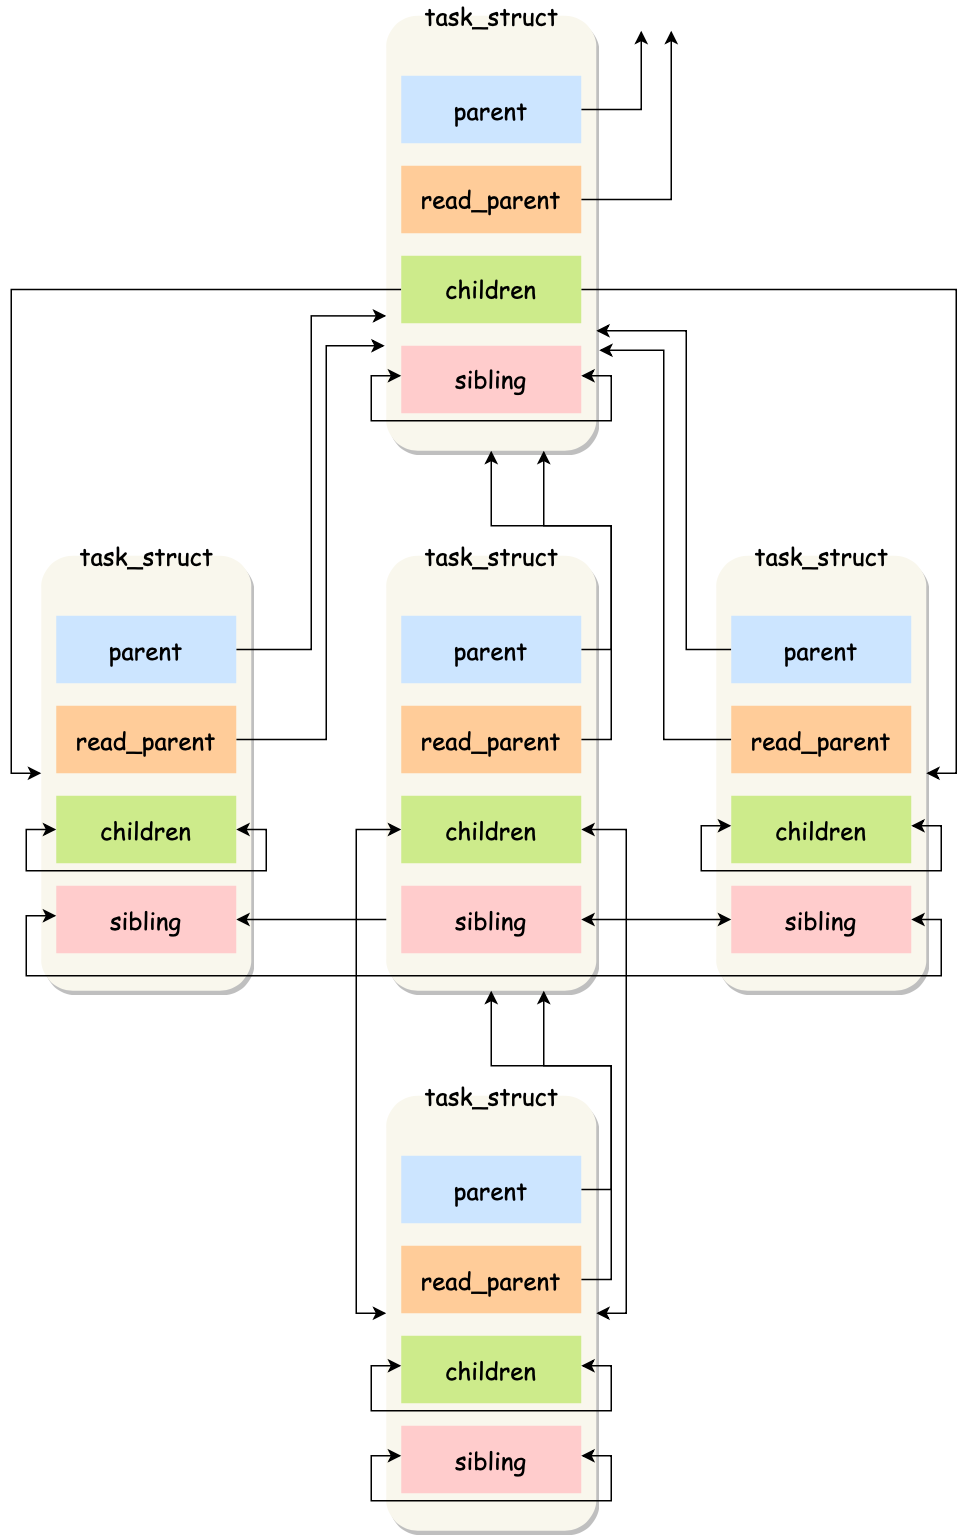 task_struct
parent
read_parent
children
sibling
task_struct
parent
read_parent
children
sibling
task_struct
parent
read_parent
children
sibling
task_struct
parent
read_parent
children
sibling
task_struct
parent
read_parent
children
sibling